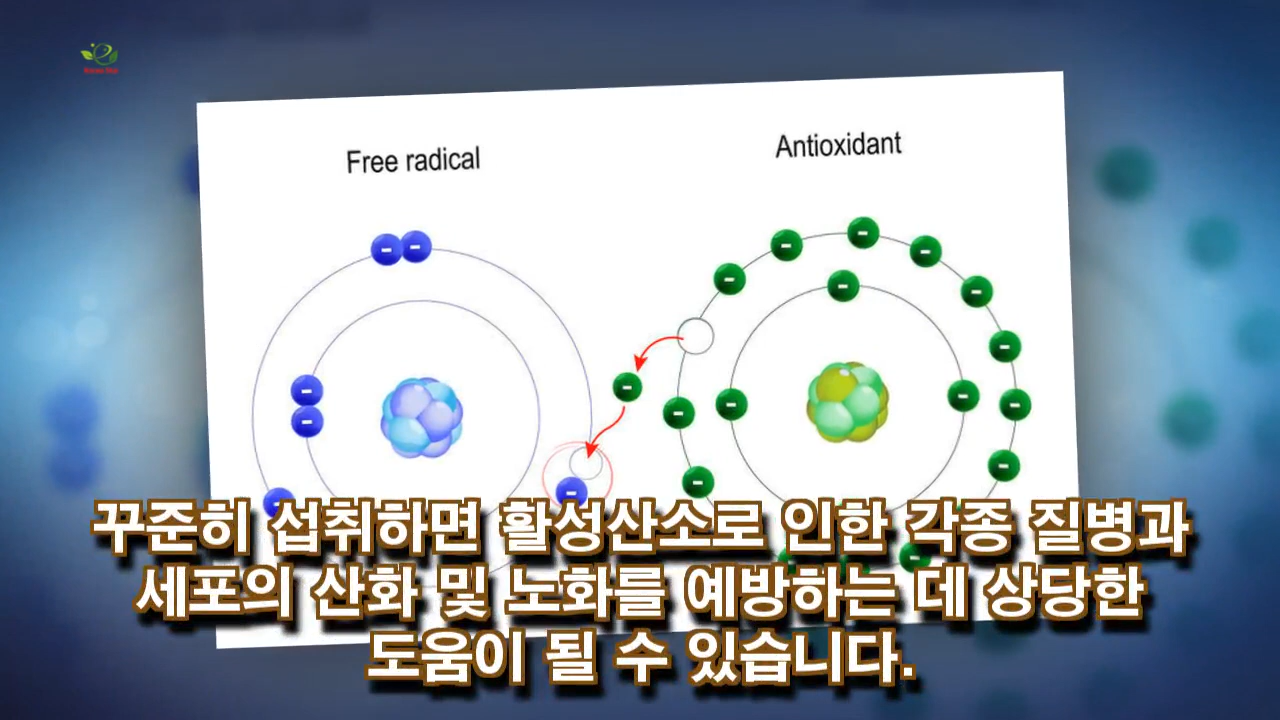 Free radical
Antioxidant
꾸준히 섭취하면 활성산소로 인한 각종 질병과
세포의 산화 및 노화를 예방하는 데 상당한
도움이 될 수 있습니다.